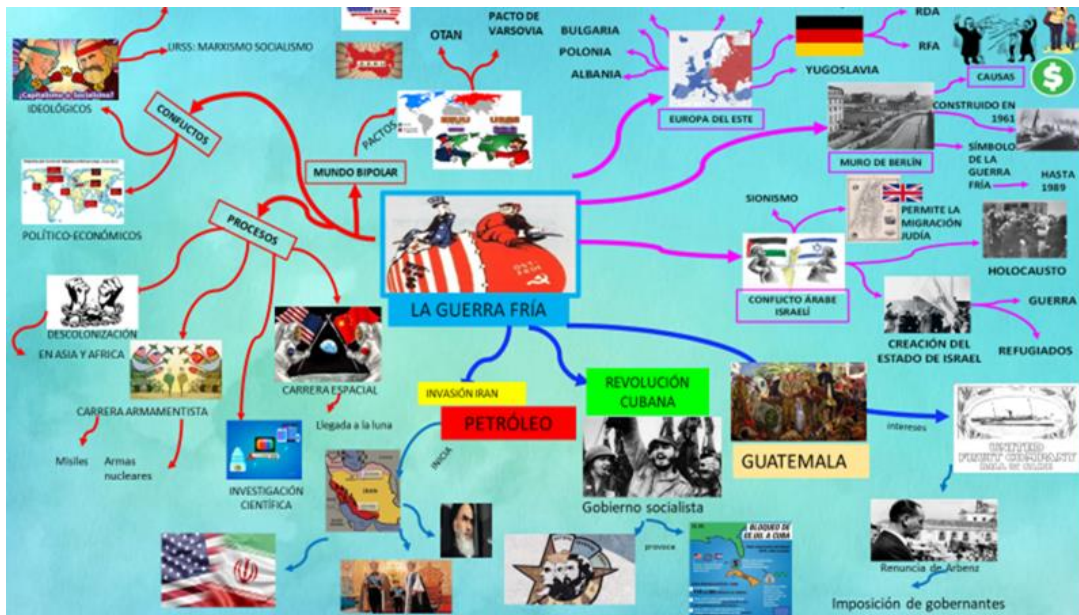 OTAN
PACTO DE
VARSOVIA
BULGARIA
POLONIA
ALBANIA
RDA
RFA
YUGOSLAVIA
EUROPA DEL ESTE
CAUSAS
CONSTRUIDO EN
1961
MURO DE BERLÍN
SÍMBOLO
DE LA
GUERRA
FRÍA
HASTA
1989
URSS: MARXISMO SOCIALISMO
¿Capitalismo o Socialismo?
IDEOLÓGICOS
CONFLICTOS
POLÍTICO-ECONÓMICOS
PACTOS
MUNDO BIPOLAR
PROCESOS
LA GUERRA FRÍA
SIONISMO
PERMITE LA
MIGRACIÓN
JUDÍA
HOLOCAUSTO
CONFLICTO ÁRABE
ISRAELÍ
CREACIÓN DEL
ESTADO DE ISRAEL
GUERRA
REFUGIADOS
DESCOLONIZACIÓN
EN ASIA Y AFRICA
CARRERA ARMAMENTISTA
Misiles
Armas
nucleares
CARRERA ESPACIAL
Llegada a la luna
INVESTIGACIÓN
CIENTÍFICA
INVASIÓN IRAN
PETRÓLEO
INICIA
IRAN
REVOLUCIÓN
CUBANA
Gobierno socialista
provoca
BLOQUEO DE
EE.UU. A CUBA
GUATEMALA
intereses
UNITED
FRUIT COMPANY
Renuncia de Arbenz
Imposición de gobernantes